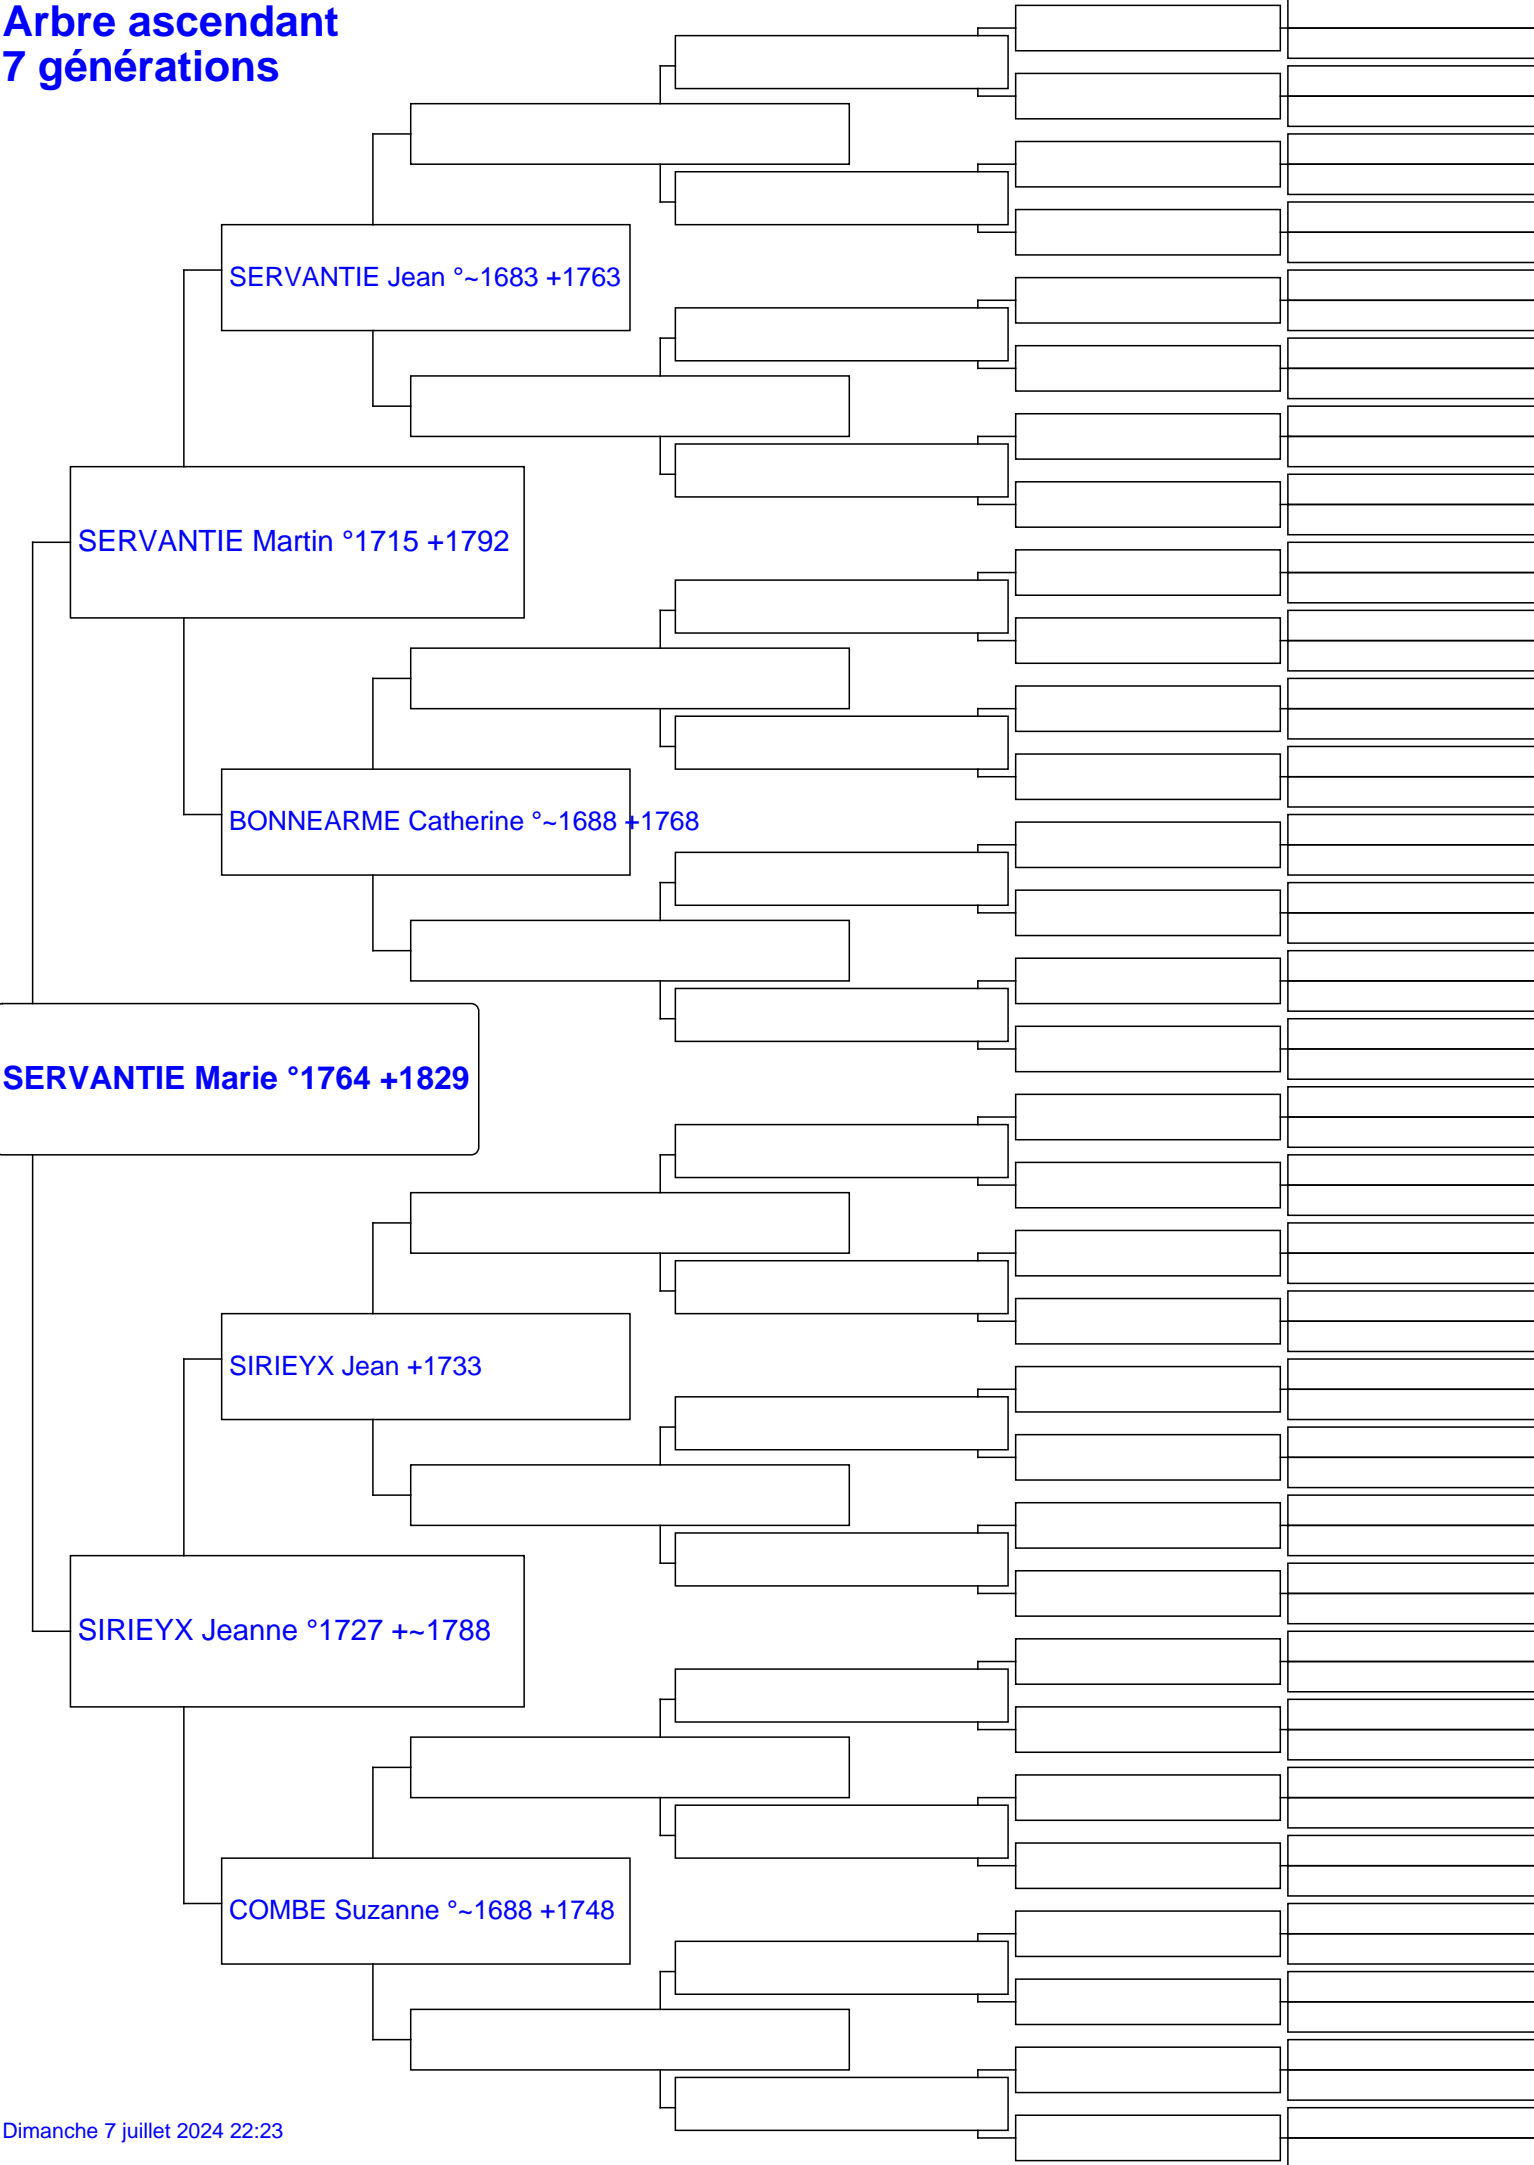 Arbre ascendant
7 générations
SERVANTIE Jean °~1683 +1763
SERVANTIE Martin °1715 +1792
BONNEARME Catherine °~1688 +1768
SERVANTIE Marie °1764 +1829
SIRIEYX Jean +1733
SIRIEYX Jeanne °1727 +~1788
COMBE Suzanne °~1688 +1748
Dimanche 7 juillet 2024 22:23